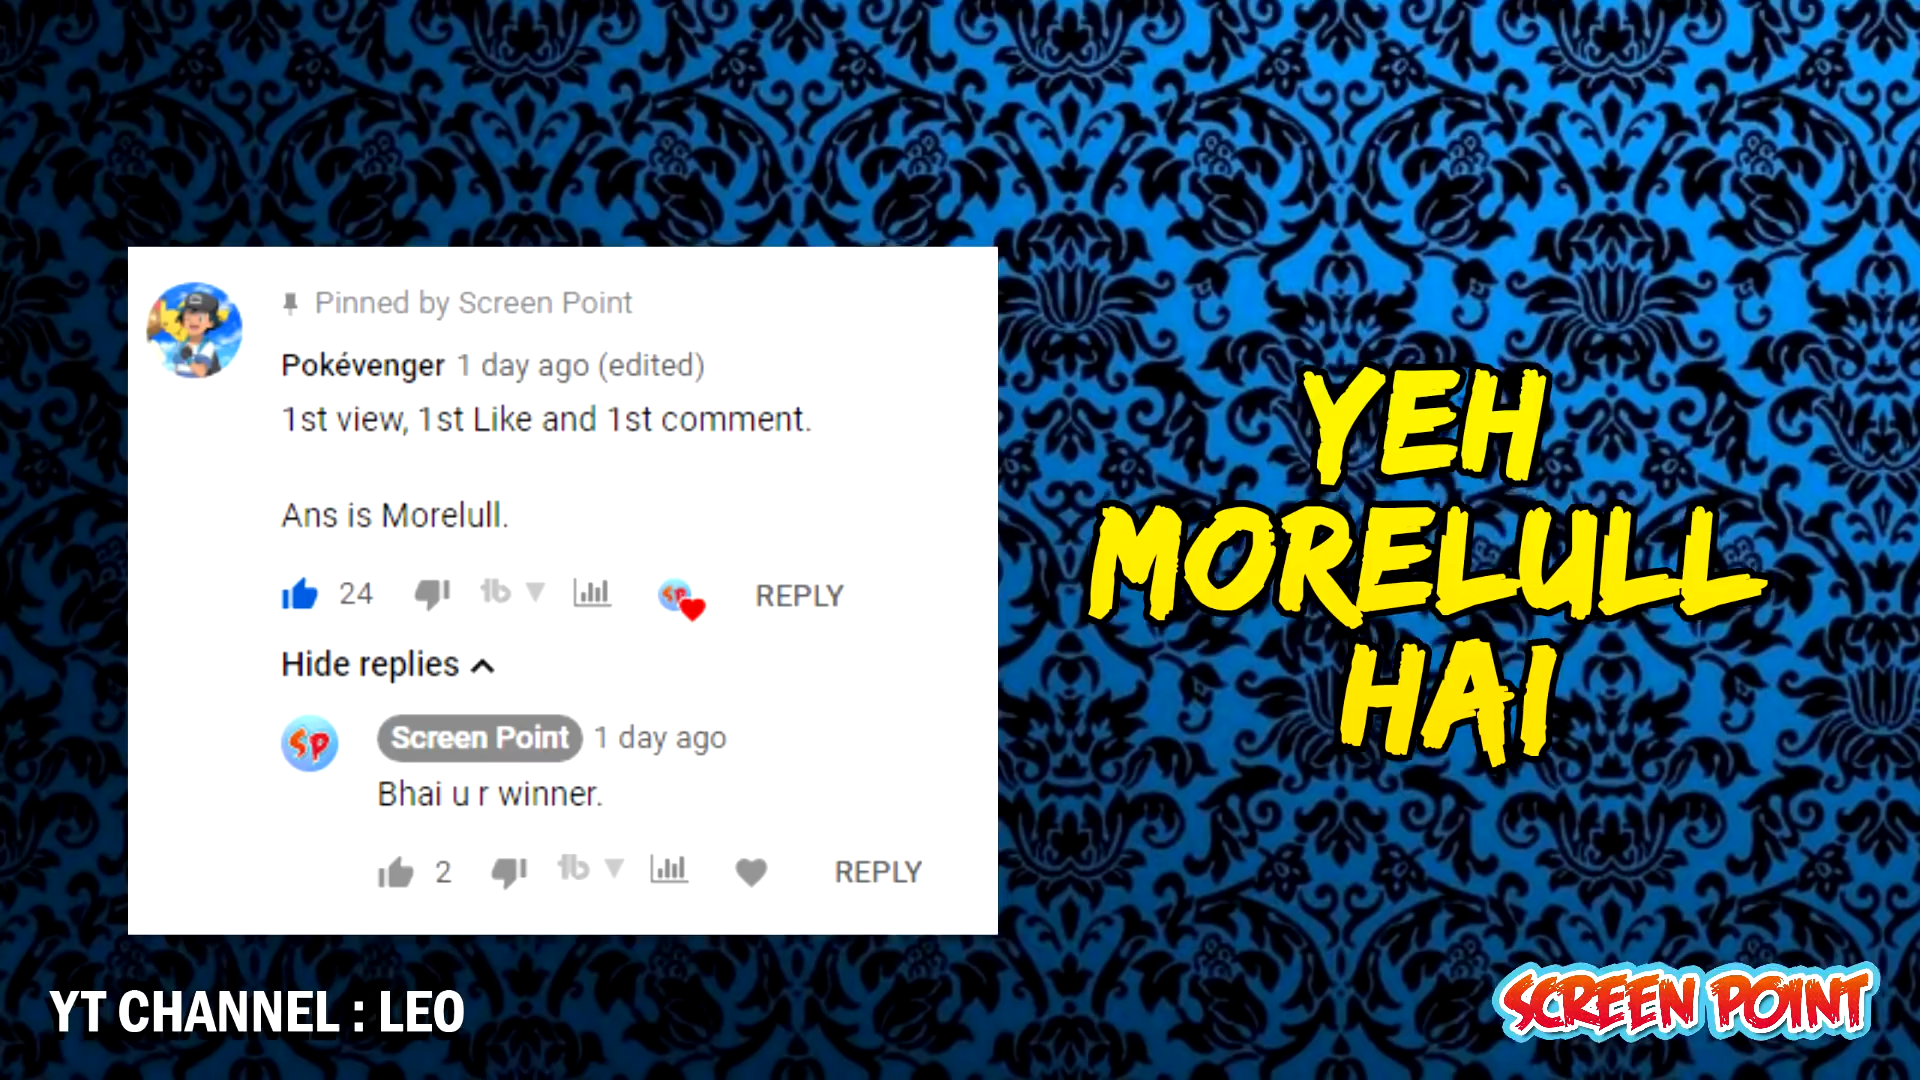 Pinned by Screen Point
Pokévenger 1 day ago (edited)
1st view, 1st Like and 1st comment.
Ans is Morelull.
24 REPLY
Hide replies
SP Screen Point 1 day ago
Bhai u r winner.
2 REPLY
YEH
MORELULL
HAI
YT CHANNEL : LEO
SCREEN POINT